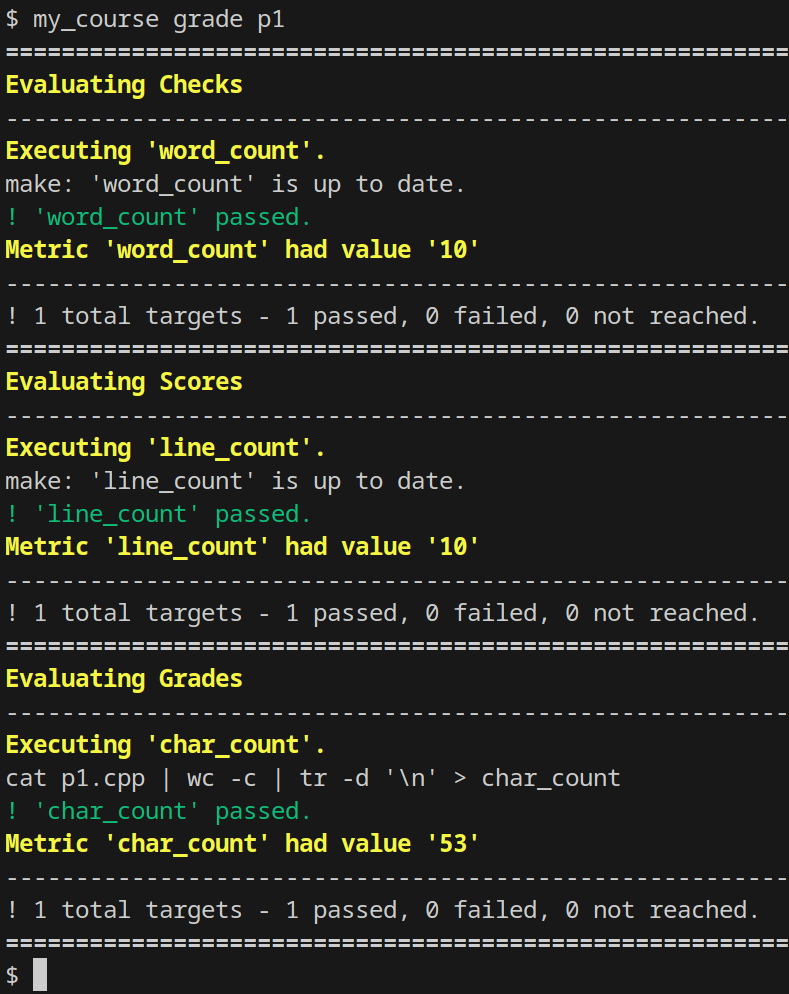 $ my_course grade p1
========================================================
Evaluating Checks
--------------------------------------------------------
Executing 'word_count'.
make: 'word_count' is up to date.
! 'word_count' passed.
Metric 'word_count' had value '10'
--------------------------------------------------------
! 1 total targets - 1 passed, 0 failed, 0 not reached.
========================================================
Evaluating Scores
--------------------------------------------------------
Executing 'line_count'.
make: 'line_count' is up to date.
! 'line_count' passed.
Metric 'line_count' had value '10'
--------------------------------------------------------
! 1 total targets - 1 passed, 0 failed, 0 not reached.
========================================================
Evaluating Grades
--------------------------------------------------------
Executing 'char_count'.
cat p1.cpp | wc -c | tr -d '\n' > char_count
! 'char_count' passed.
Metric 'char_count' had value '53'
--------------------------------------------------------
! 1 total targets - 1 passed, 0 failed, 0 not reached.
========================================================
$